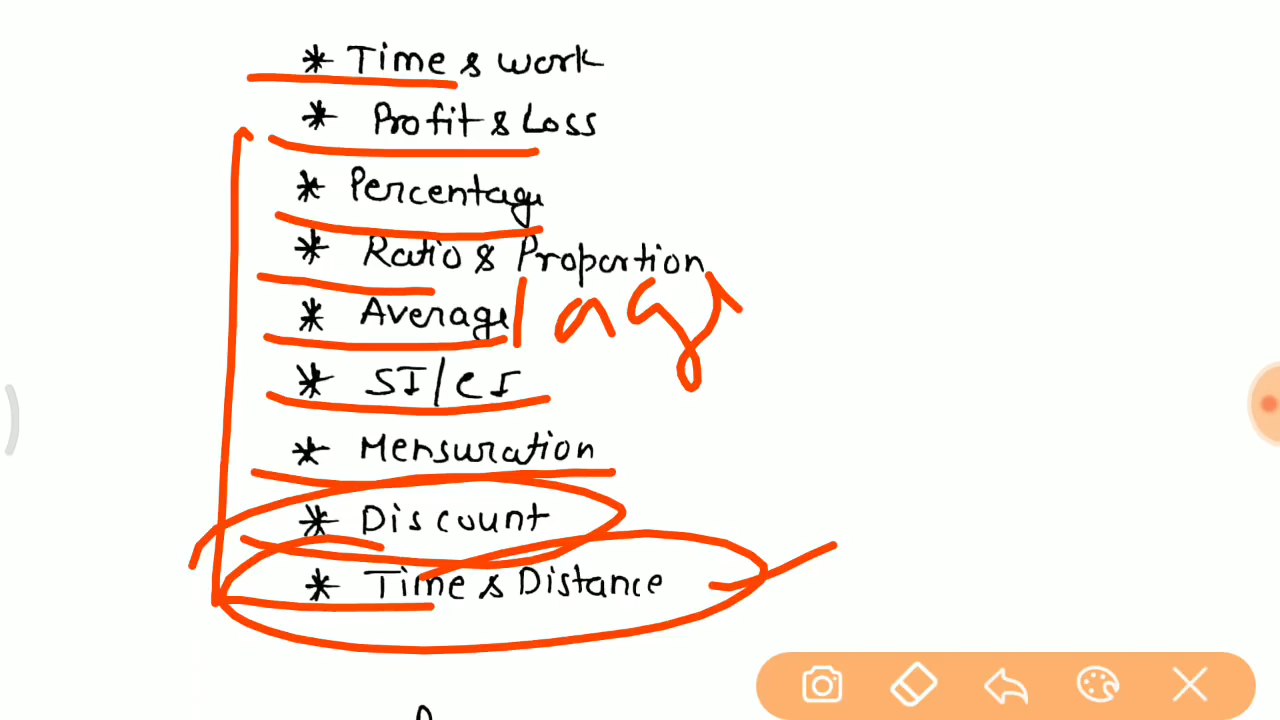 * Time & work
* Profit & Loss
* Percentage
* Ratio & Proportion
* Average
* SI/CI
* Mensuration
* Discount
* Time & Distance